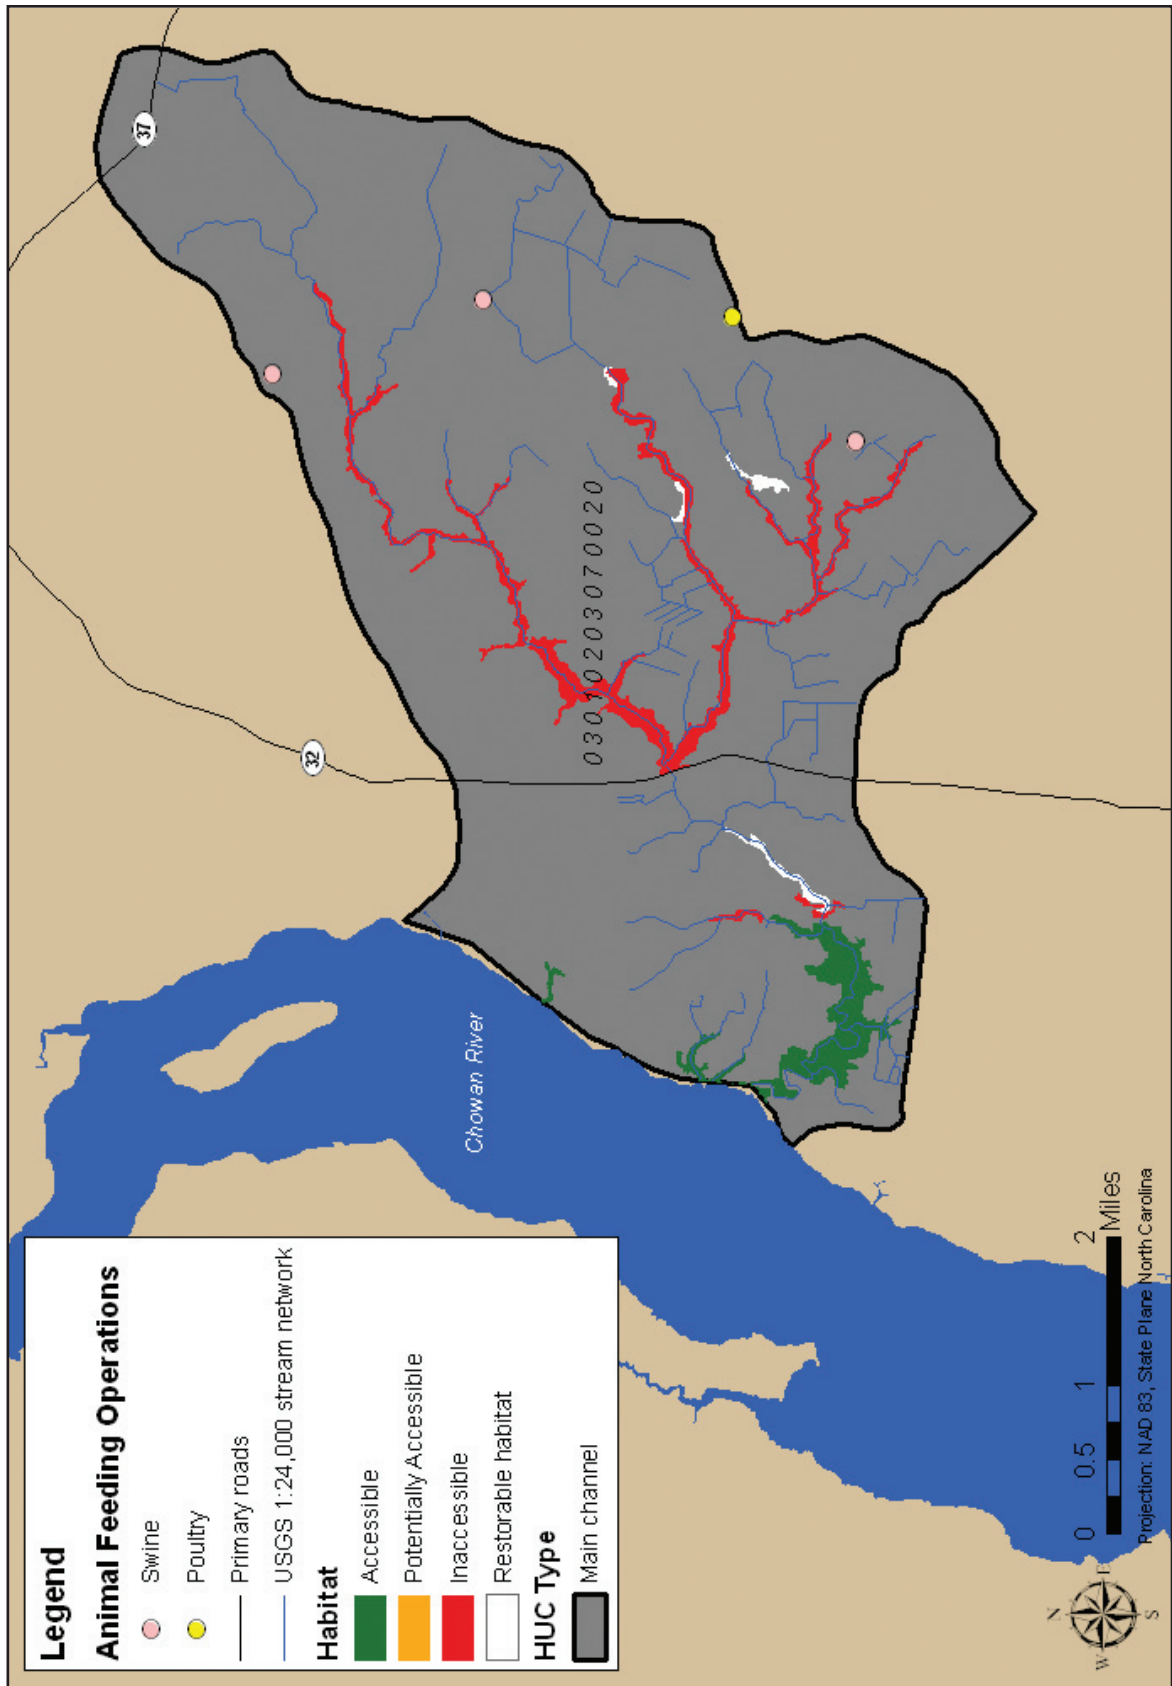 37
32
03010203070020
Chowan River
Legend
Animal Feeding Operations
Swine
Poultry
Primary roads
USGS 1:24,000 stream network
Habitat
Accessible
Potentially Accessible
Inaccessible
Restorable habitat
HUC Type
Main channel
N
W
E
S
0 0.5 1 2
Miles
Projection: NAD 83, State Plane North Carolina